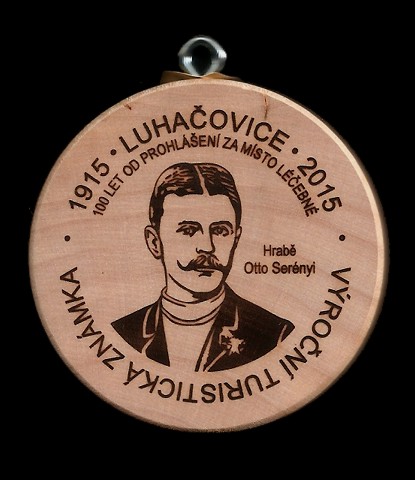 1915 • LUHAČOVICE • 2015
100 LET OD PROHLÁŠENÍ ZA MÍSTO LÉČEBNÉ
Hrabě
Otto Serényi
• VÝROČNÍ TURISTICKÁ ZNÁMKA •